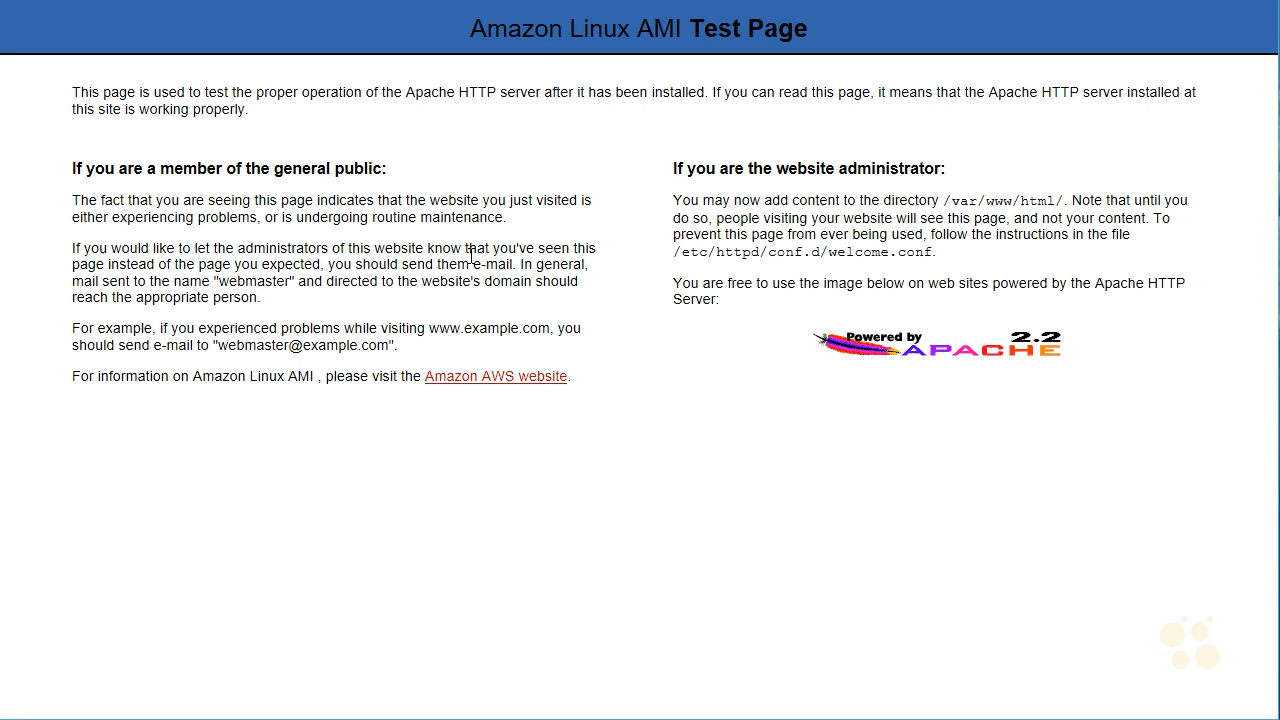 Amazon Linux AMI Test Page
This page is used to test the proper operation of the Apache HTTP server after it has been installed. If you can read this page, it means that the Apache HTTP server installed at
this site is working properly.
If you are a member of the general public:
The fact that you are seeing this page indicates that the website you just visited is
either experiencing problems, or is undergoing routine maintenance.
If you would like to let the administrators of this website know that you've seen this
page instead of the page you expected, you should send them e-mail. In general,
mail sent to the name "webmaster" and directed to the website's domain should
reach the appropriate person.
For example, if you experienced problems while visiting www.example.com, you
should send e-mail to "webmaster@example.com".
For information on Amazon Linux AMI , please visit the Amazon AWS website.
If you are the website administrator:
You may now add content to the directory /var/www/html/. Note that until you
do so, people visiting your website will see this page, and not your content. To
prevent this page from ever being used, follow the instructions in the file
/etc/httpd/conf.d/welcome.conf.
You are free to use the image below on web sites powered by the Apache HTTP
Server:
Powered by 2.2
APACHE